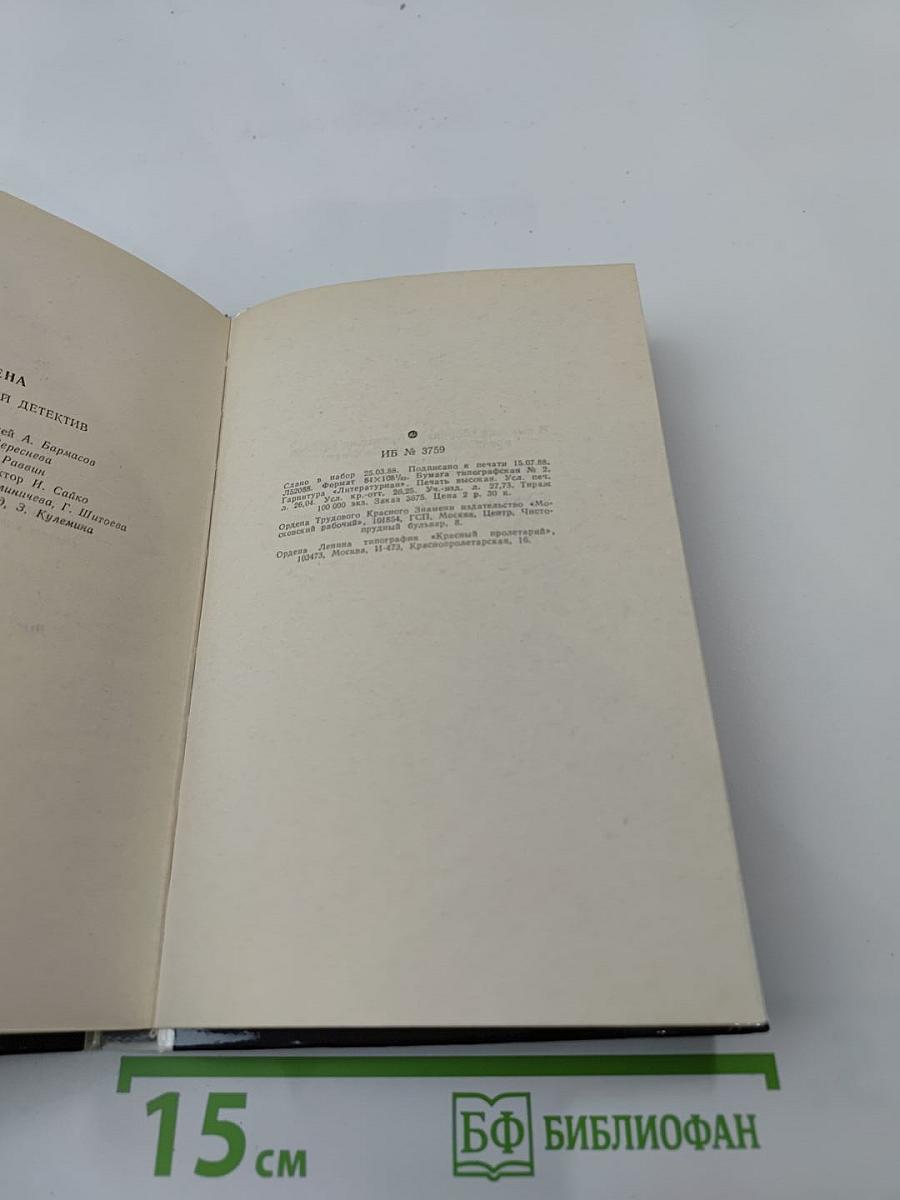 ЕНА
Й ДЕТЕКТИВ
ей А. Бармасов
ереснева
Раввин
ктор И. Сайко
миничева, Г. Шитоева
З. Кулемина
ИБ № 3759
Сдано в набор 25.03.88. Подписано к печати 15.07.88.
Л52088. Формат 84×108¹/₃₂. Бумага типографская № 2.
Гарнитура «Литературная». Печать высокая. Усл. печ.
л. 26,04. Усл. кр.-отт. 26,25. Уч.-изд. л. 27,73. Тираж
100 000 экз. Заказ 3675. Цена 2 р. 30 к.
Ордена Трудового Красного Знамени издательство «Мо-
сковский рабочий», 101854, ГСП, Москва, Центр, Чисто-
прудный бульвар, 8.
Ордена Ленина типография «Красный пролетарий»,
103473, Москва, И-473, Краснопролетарская, 16.
15 см
БФ БИБЛИОФАН